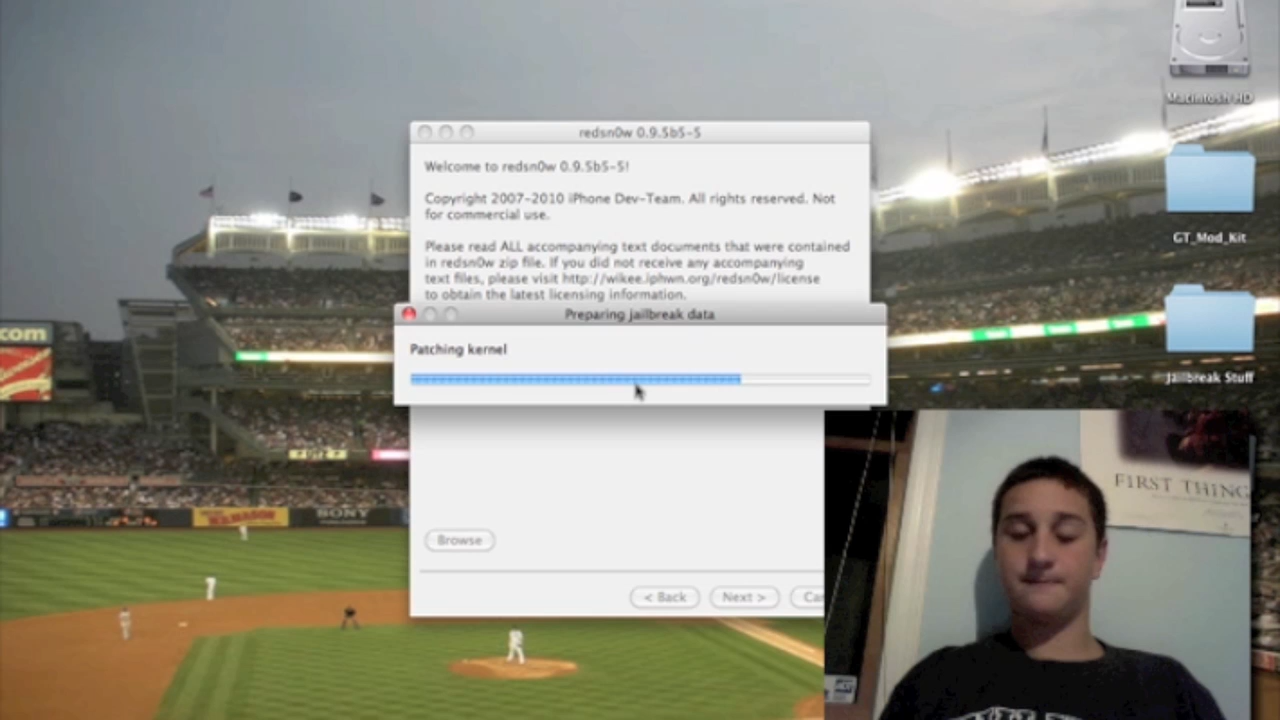 Macintosh HD
redsn0w 0.9.5b5-5
Welcome to redsn0w 0.9.5b5-5!
Copyright 2007-2010 iPhone Dev-Team. All rights reserved. Not
for commercial use.
Please read ALL accompanying text documents that were contained
in redsn0w zip file. If you did not receive any accompanying
text files, please visit http://wikee.iphwn.org/redsn0w/license
to obtain the latest licensing information.
GT_Mod_Kit
Preparing jailbreak data
Patching kernel
Jailbreak Stuff
.com
FIRST THING
SONY
Browse
< Back
Next >